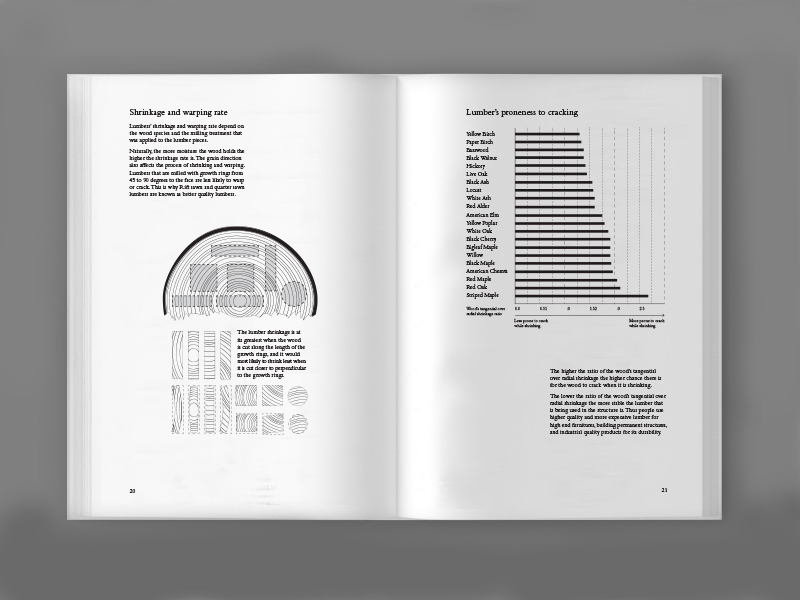 Shrinkage and warping rate
Lumbers' shrinkage and warping rate depend on
the wood species and the milling treatment that
was applied to the lumber pieces.
Naturally, the more moisture the wood holds the
higher the shrinkage rate is. The grain direction
also affects the process of shrinking and warping.
Lumbers that are milled with growth rings from
45 to 90 degrees to the face are less likely to warp
or crack. This is why Rift sawn and quarter sawn
lumbers are known as better quality lumbers.
The lumber shrinkage is at
its greatest when the wood
is cut along the length of the
growth rings, and it would
most likely to shrink least when
it is cut closer to perpendicular
to the growth rings.
20
Lumber's proneness to cracking
Yellow Birch
Paper Birch
Basswood
Black Walnut
Hickory
Live Oak
Black Ash
Locust
White Ash
Red Alder
American Elm
Yellow Poplar
White Oak
Black Cherry
Bigleaf Maple
Willow
Black Maple
American Chestnut
Red Maple
Red Oak
Striped Maple
Wood's tangential over
radial shrinkage ratio
Less prone to crack
while shrinking
More prone to crack
while shrinking
The higher the ratio of the wood's tangential
over radial shrinkage the higher chance there is
for the wood to crack when it is shrinking.
The lower the ratio of the wood's tangential over
radial shrinkage the more stible the lumber that
is being used in the structure is. Thus people use
higher quality and more expensive lumber for
high end furnitures, building permanent structures,
and industrial quality products for its durability.
21